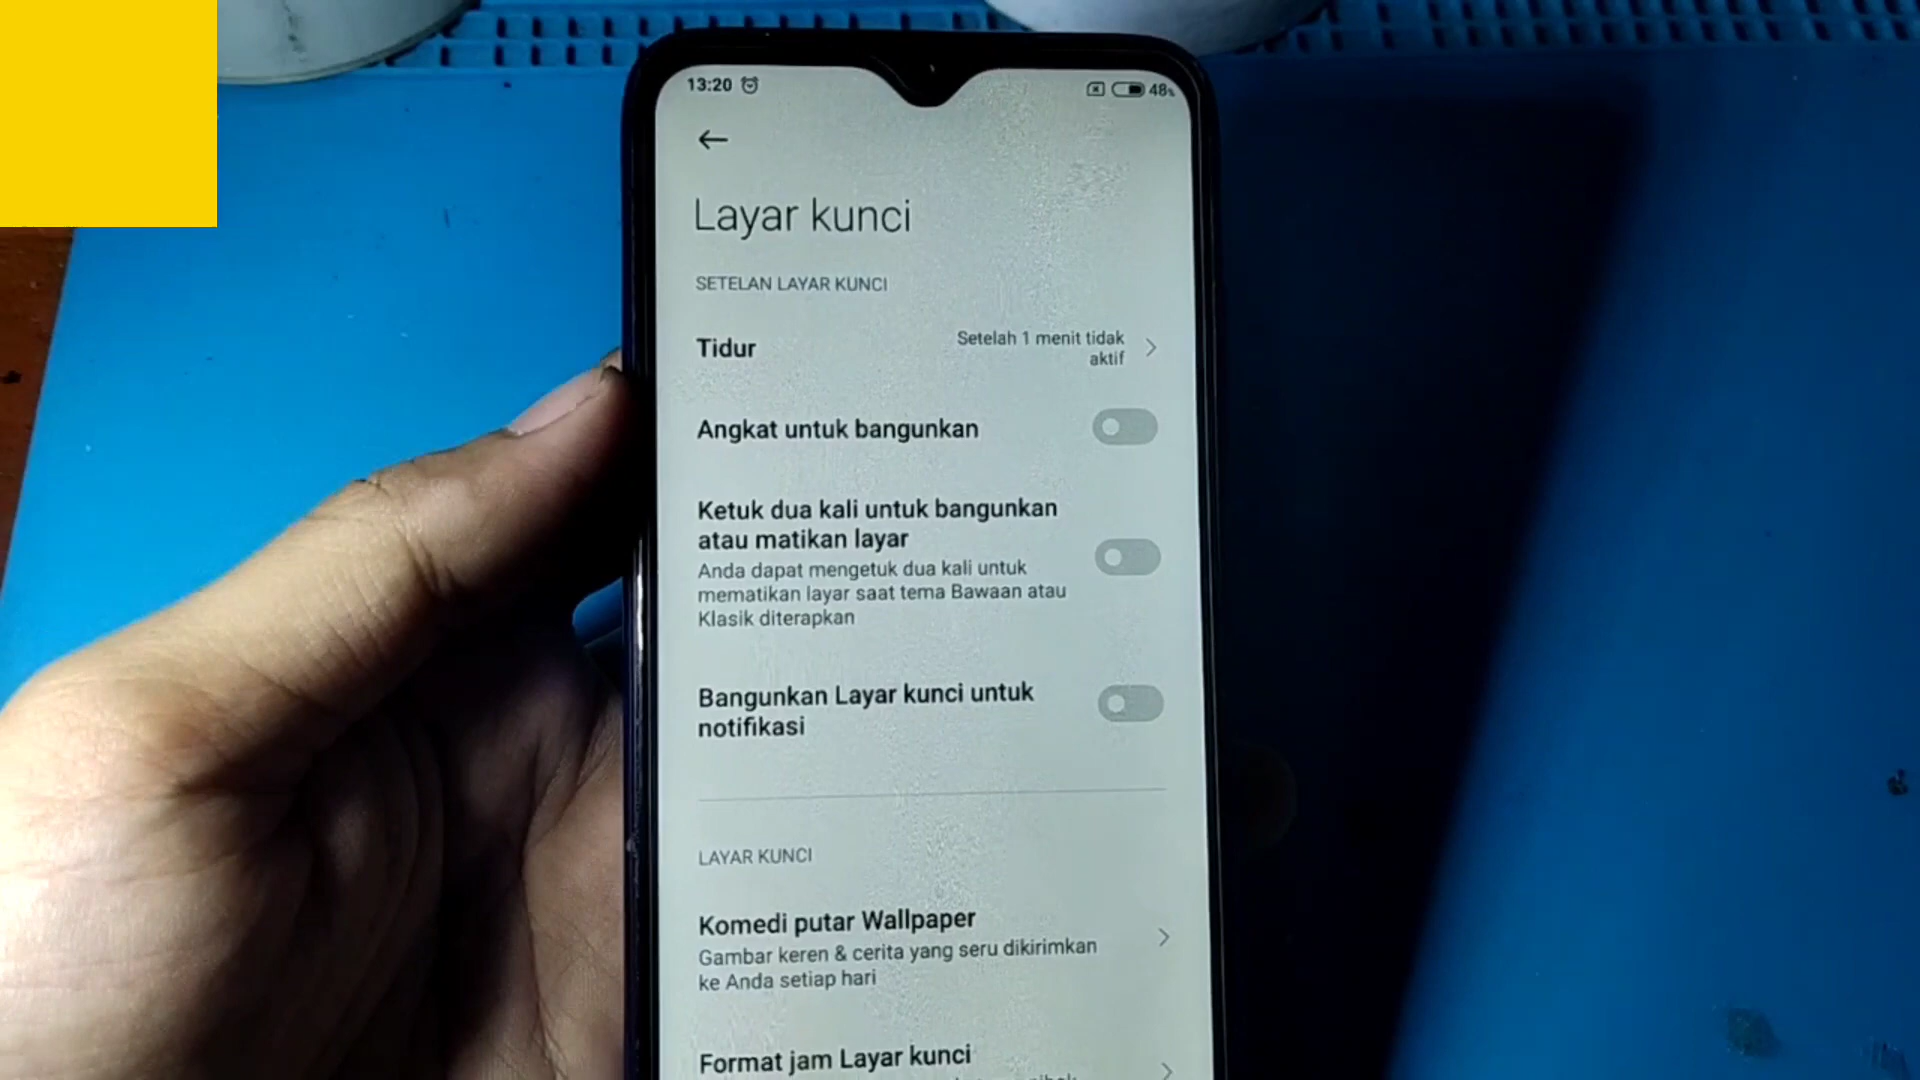 13:20
48%
Layar kunci
SETELAN LAYAR KUNCI
Tidur
Setelah 1 menit tidak
aktif
Angkat untuk bangunkan
Ketuk dua kali untuk bangunkan
atau matikan layar
Anda dapat mengetuk dua kali untuk
mematikan layar saat tema Bawaan atau
Klasik diterapkan
Bangunkan Layar kunci untuk
notifikasi
LAYAR KUNCI
Komedi putar Wallpaper
Gambar keren & cerita yang seru dikirimkan
ke Anda setiap hari
Format jam Layar kunci